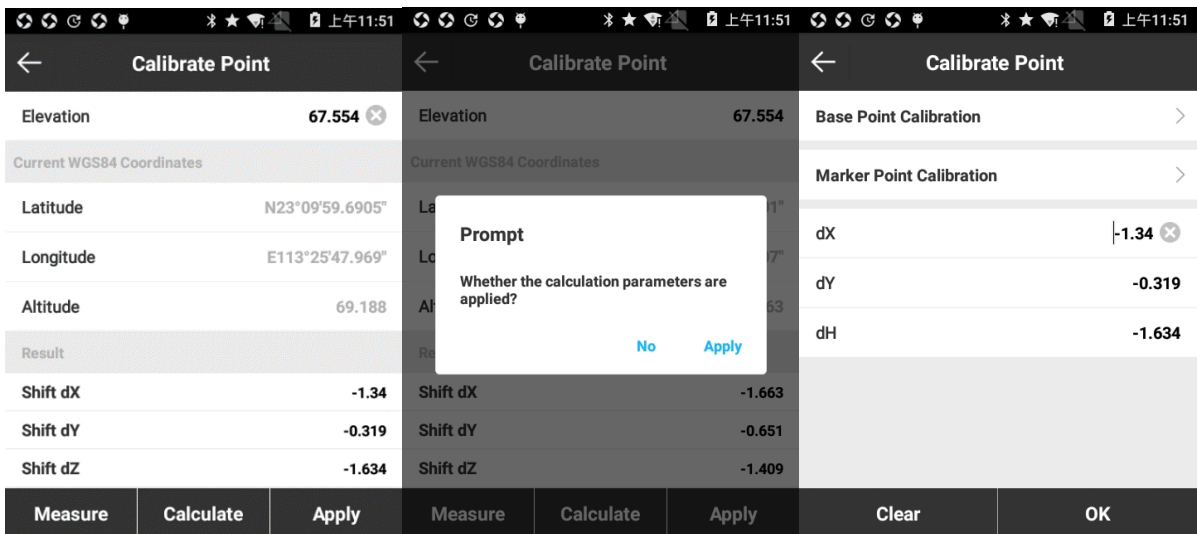 上午11:51
Calibrate Point
Elevation 67.554
Current WGS84 Coordinates
Latitude N23°09'59.6905"
Longitude E113°25'47.969"
Altitude 69.188
Result
Shift dX -1.34
Shift dY -0.319
Shift dZ -1.634
Measure Calculate Apply
上午11:51
Calibrate Point
Elevation 67.554
Current WGS84 Coordinates
Prompt
Whether the calculation parameters are
applied?
No Apply
Shift dX -1.663
Shift dY -0.651
Shift dZ -1.409
Measure Calculate Apply
上午11:51
Calibrate Point
Base Point Calibration
Marker Point Calibration
dX -1.34
dY -0.319
dH -1.634
Clear OK